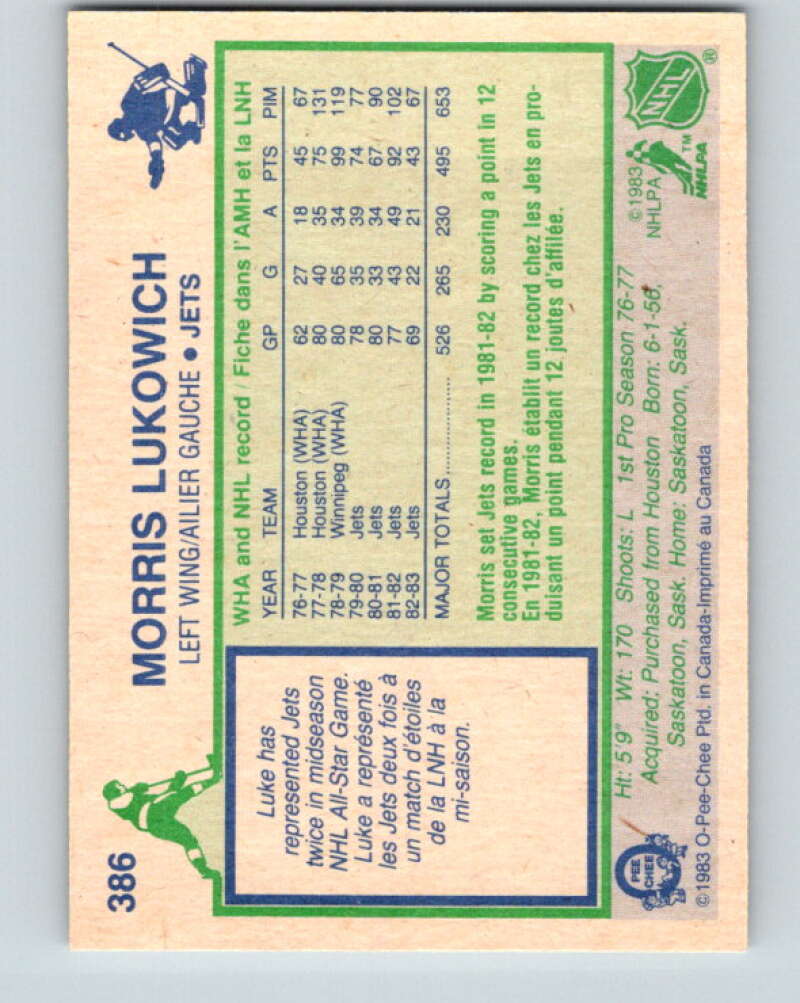 386
MORRIS LUKOWICH
LEFT WING/AILIER GAUCHE • JETS
Luke has
represented Jets
twice in midseason
NHL All-Star Game.
Luke a représenté
les Jets deux fois à
un match d'étoiles
de la LNH à la
mi-saison.
WHA and NHL record / Fiche dans l'AMH et la LNH
YEAR TEAM GP G A PTS PIM
76-77 Houston (WHA) 62 27 18 45 67
77-78 Houston (WHA) 80 40 35 75 131
78-79 Winnipeg (WHA) 80 65 34 99 119
79-80 Jets 78 35 39 74 77
80-81 Jets 80 33 34 67 90
81-82 Jets 77 43 49 92 102
82-83 Jets 69 22 21 43 67
MAJOR TOTALS .................... 526 265 230 495 653
Morris set Jets record in 1981-82 by scoring a point in 12
consecutive games.
En 1981-82, Morris établit un record chez les Jets en pro-
duisant un point pendant 12 joutes d'affilée.
Ht: 5'9" Wt: 170 Shoots: L 1st Pro Season 76-77
Acquired: Purchased from Houston Born: 6-1-56,
Saskatoon, Sask. Home: Saskatoon, Sask.
©1983
NHLPA
NHLPA™
NHL®
O PEE CHEE
©1983 O-Pee-Chee Ptd. in Canada-Imprimé au Canada